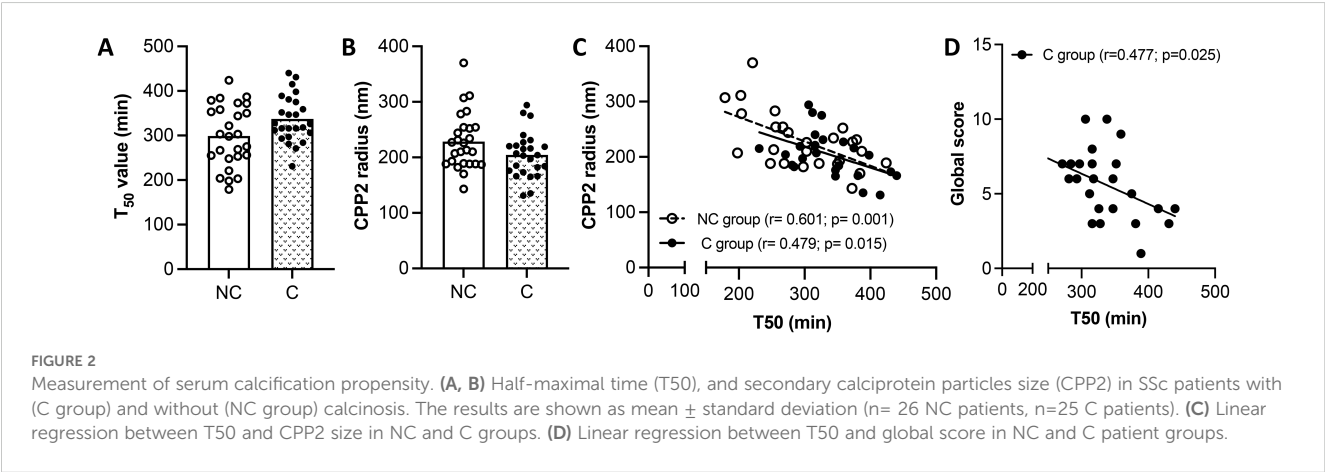 A
500
400
300
200
100
0
T50 value (min)
NC
C
B
400
300
200
100
0
CPP2 radius (nm)
NC
C
C
400
300
200
100
0
CPP2 radius (nm)
NC group (r= 0.601; p= 0.001)
C group (r= 0.479; p= 0.015)
0 100 200 300 400 500
T50 (min)
D
15
10
5
0
Global score
C group (r=0.477; p=0.025)
0 200 300 400 500
T50 (min)
FIGURE 2
Measurement of serum calcification propensity. (A, B) Half-maximal time (T50), and secondary calciprotein particles size (CPP2) in SSc patients with
(C group) and without (NC group) calcinosis. The results are shown as mean ± standard deviation (n= 26 NC patients, n=25 C patients). (C) Linear
regression between T50 and CPP2 size in NC and C groups. (D) Linear regression between T50 and global score in NC and C patient groups.